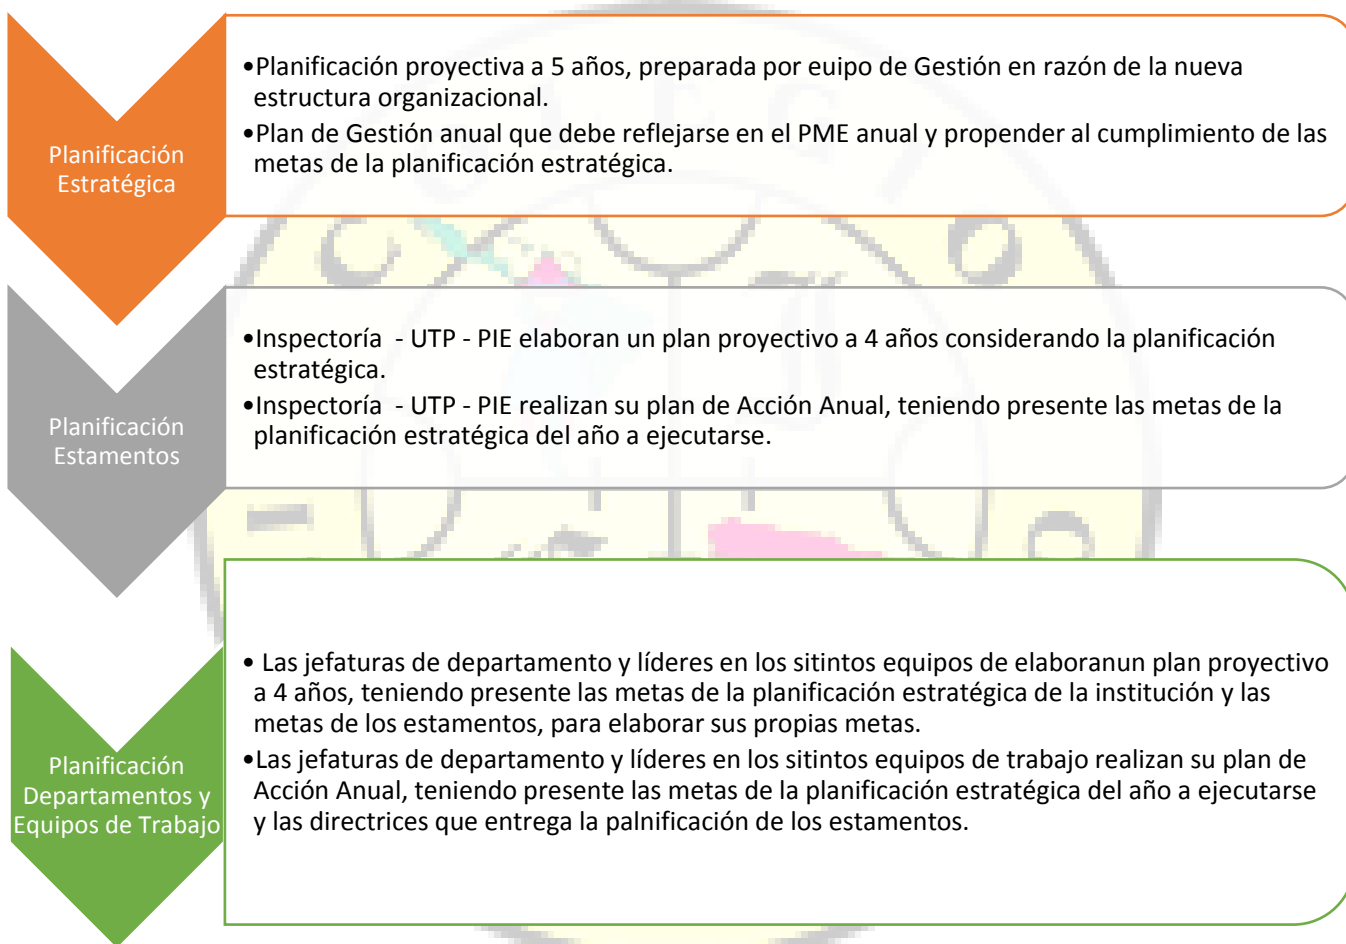 Planificación
Estratégica
•Planificación proyectiva a 5 años, preparada por euipo de Gestión en razón de la nueva
estructura organizacional.
•Plan de Gestión anual que debe reflejarse en el PME anual y propender al cumplimiento de las
metas de la planificación estratégica.
Planificación
Estamentos
•Inspectoría - UTP - PIE elaboran un plan proyectivo a 4 años considerando la planificación
estratégica.
•Inspectoría - UTP - PIE realizan su plan de Acción Anual, teniendo presente las metas de la
planificación estratégica del año a ejecutarse.
Planificación
Departamentos y
Equipos de Trabajo
• Las jefaturas de departamento y líderes en los sitintos equipos de elaboranun plan proyectivo
a 4 años, teniendo presente las metas de la planificación estratégica de la institución y las
metas de los estamentos, para elaborar sus propias metas.
•Las jefaturas de departamento y líderes en los sitintos equipos de trabajo realizan su plan de
Acción Anual, teniendo presente las metas de la planificación estratégica del año a ejecutarse
y las directrices que entrega la palnificación de los estamentos.